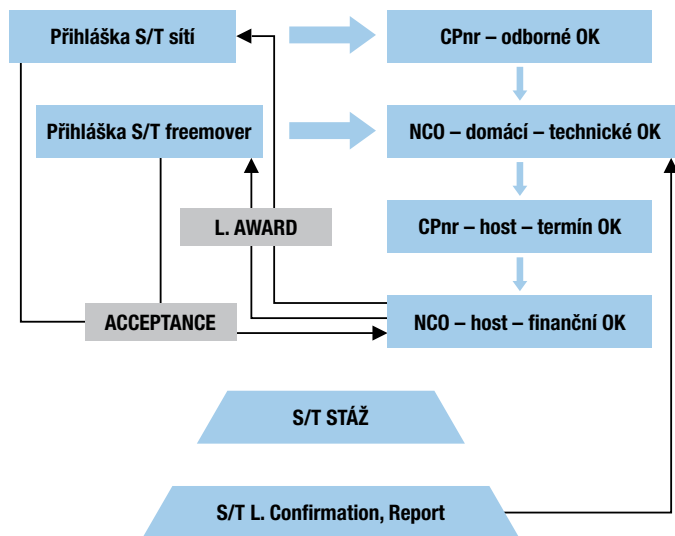 Přihláška S/T sítí
CPnr – odborné OK
Přihláška S/T freemover
NCO – domácí – technické OK
L. AWARD
CPnr – host – termín OK
ACCEPTANCE
NCO – host – finanční OK
S/T STÁŽ
S/T L. Confirmation, Report